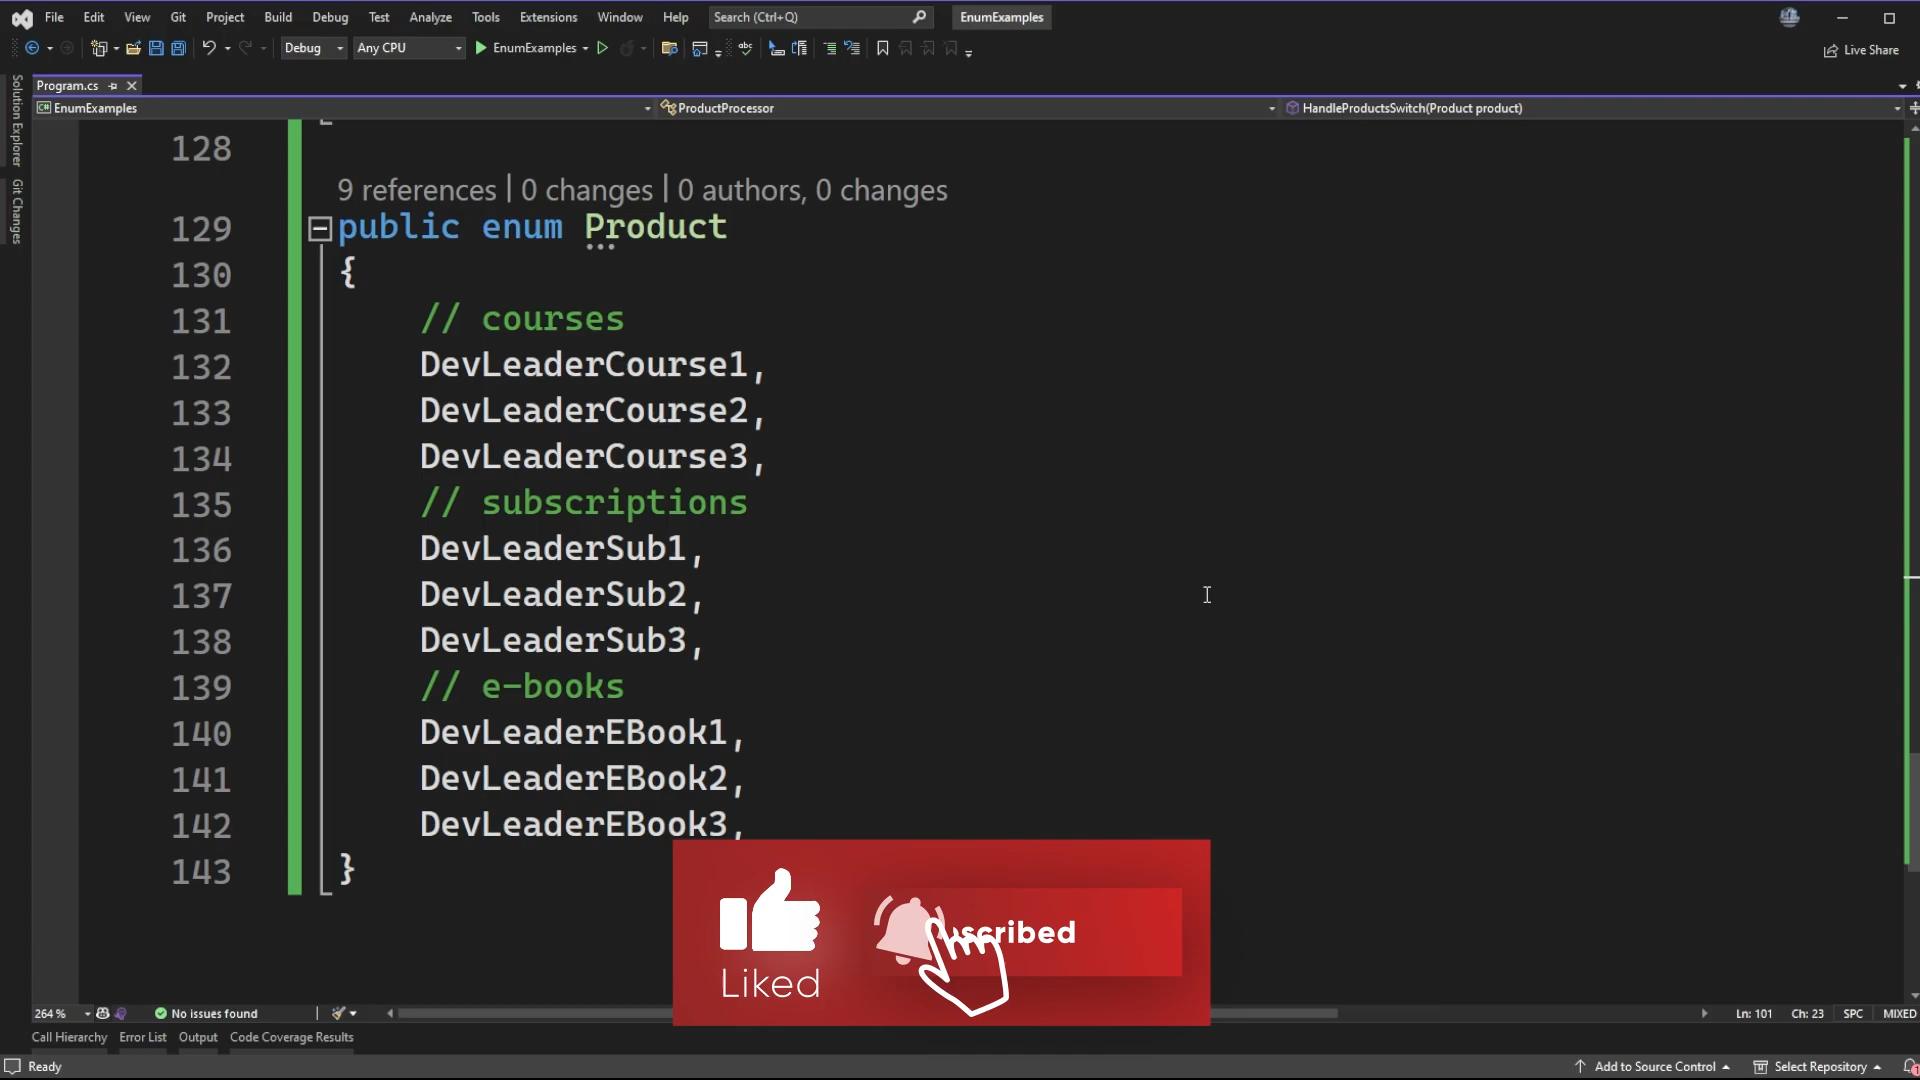 File Edit View Git Project Build Debug Test Analyze Tools Extensions Window Help Search (Ctrl+Q) EnumExamples
Debug Any CPU EnumExamples Live Share
Program.cs
EnumExamples ProductProcessor HandleProductsSwitch(Product product)
Solution Explorer
Git Changes
128
9 references | 0 changes | 0 authors, 0 changes
129 public enum Product
130 {
131 // courses
132 DevLeaderCourse1,
133 DevLeaderCourse2,
134 DevLeaderCourse3,
135 // subscriptions
136 DevLeaderSub1,
137 DevLeaderSub2,
138 DevLeaderSub3,
139 // e-books
140 DevLeaderEBook1,
141 DevLeaderEBook2,
142 DevLeaderEBook3,
143 }
Liked
264 % No issues found Ln: 101 Ch: 23 SPC MIXED
Call Hierarchy Error List Output Code Coverage Results
Ready Add to Source Control Select Repository